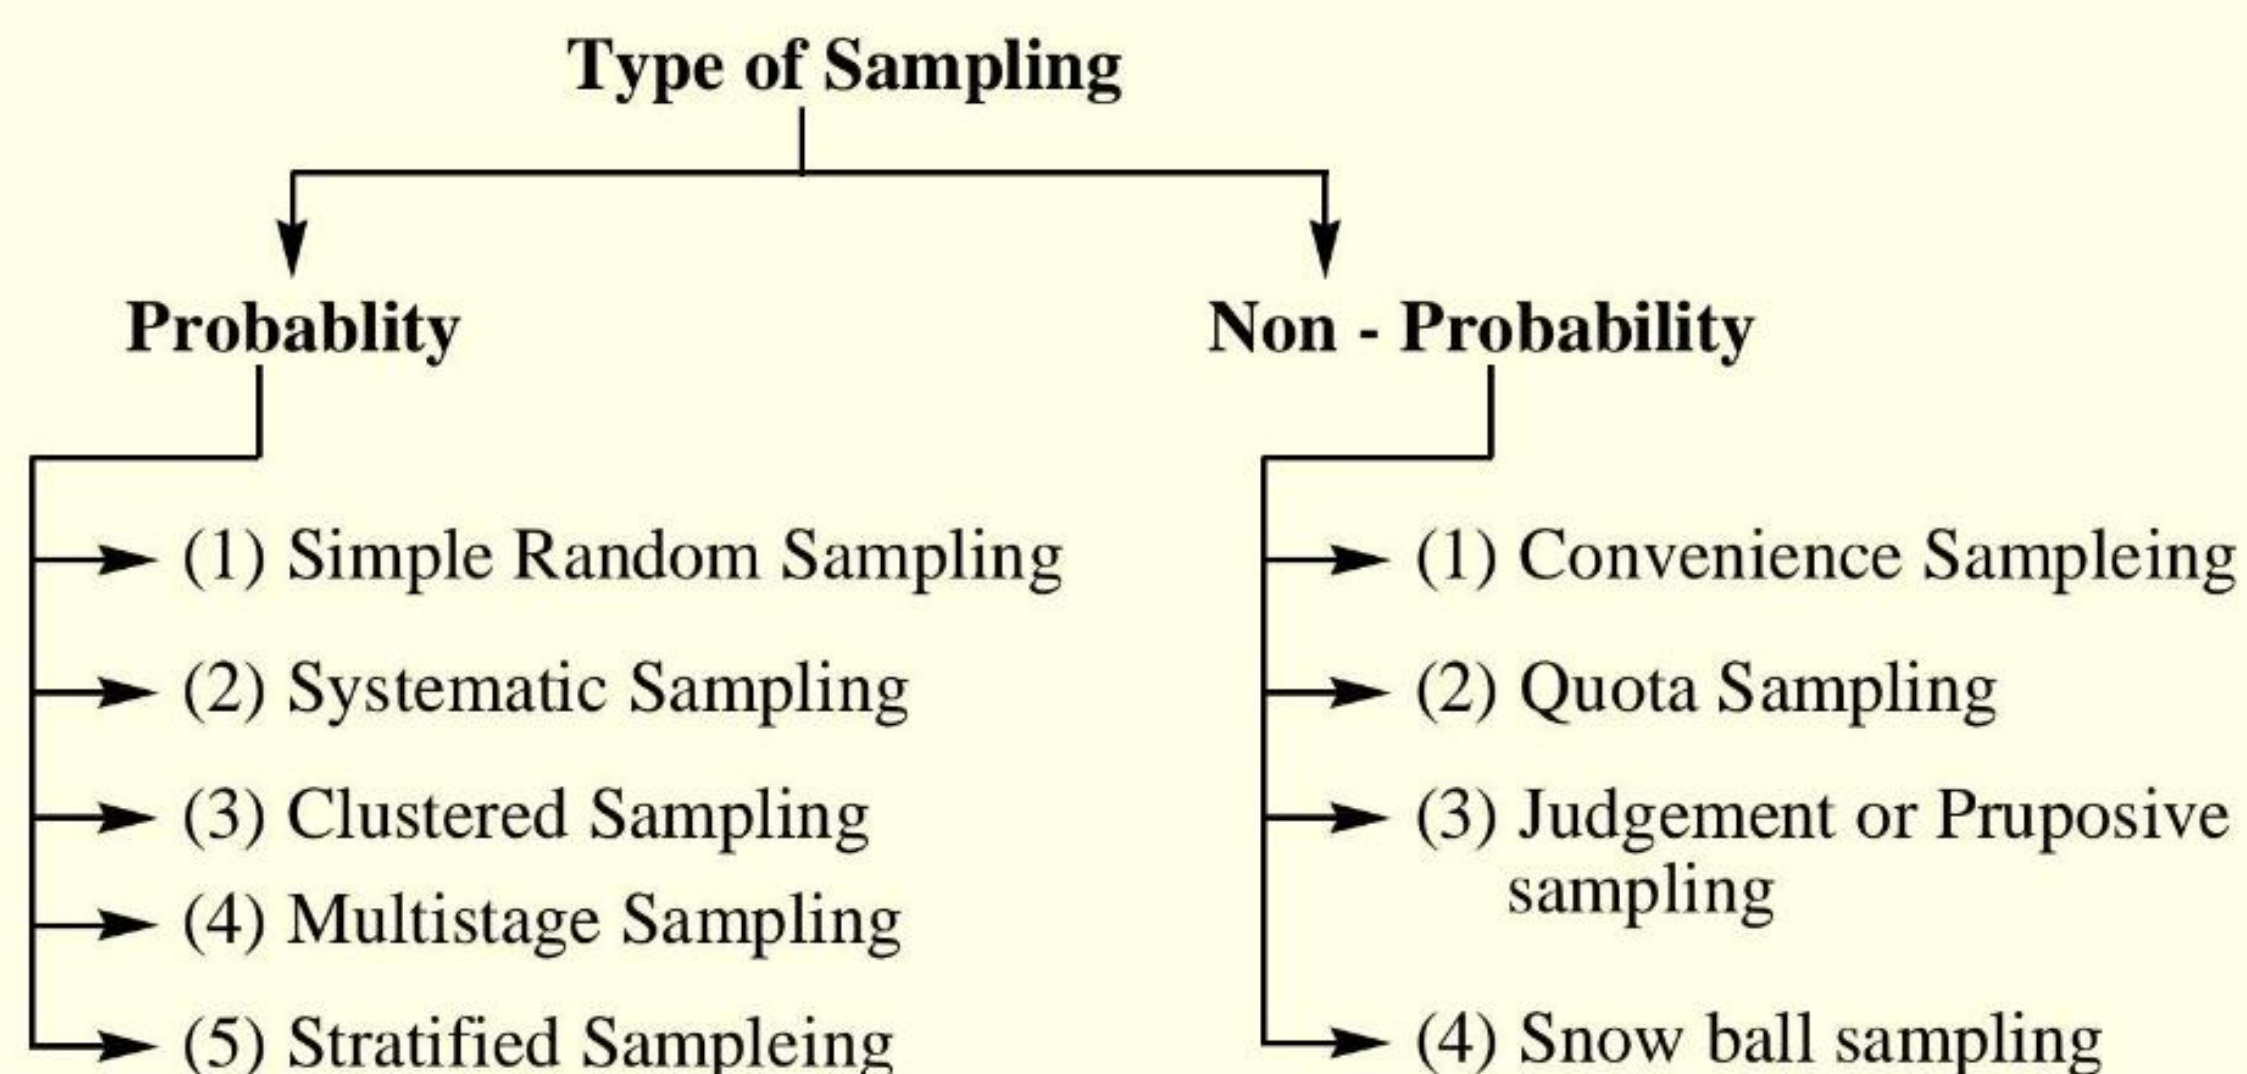 Type of Sampling
Probablity
(1) Simple Random Sampling
(2) Systematic Sampling
(3) Clustered Sampling
(4) Multistage Sampling
(5) Stratified Sampleing
Non - Probability
(1) Convenience Sampleing
(2) Quota Sampling
(3) Judgement or Pruposive
sampling
(4) Snow ball sampling